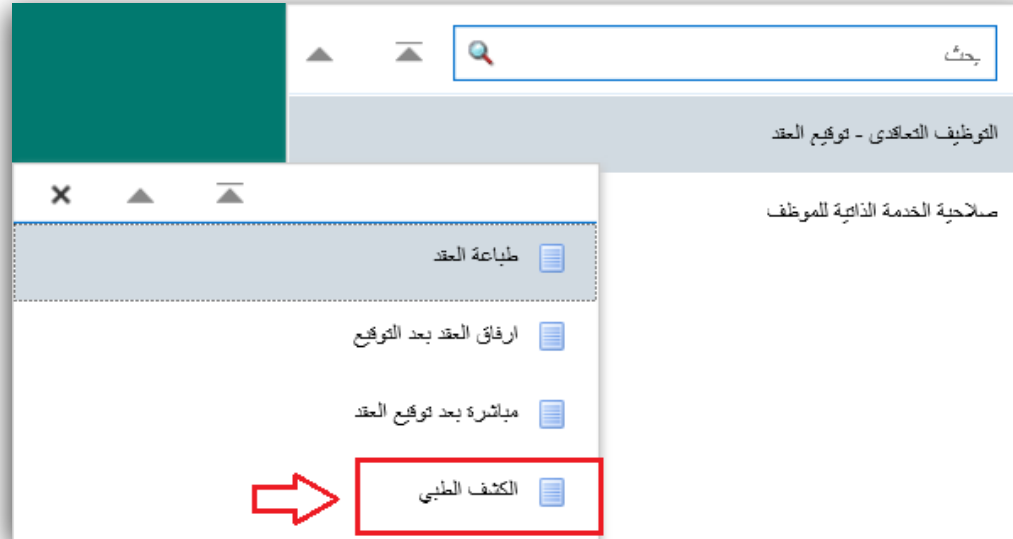 بحث
التوظيف التعاقدى - توقيع العقد
صلاحية الخدمة الذاتية للموظف
طباعة العقد
ارفاق العقد بعد التوقيع
مباشرة بعد توقيع العقد
الكشف الطبي